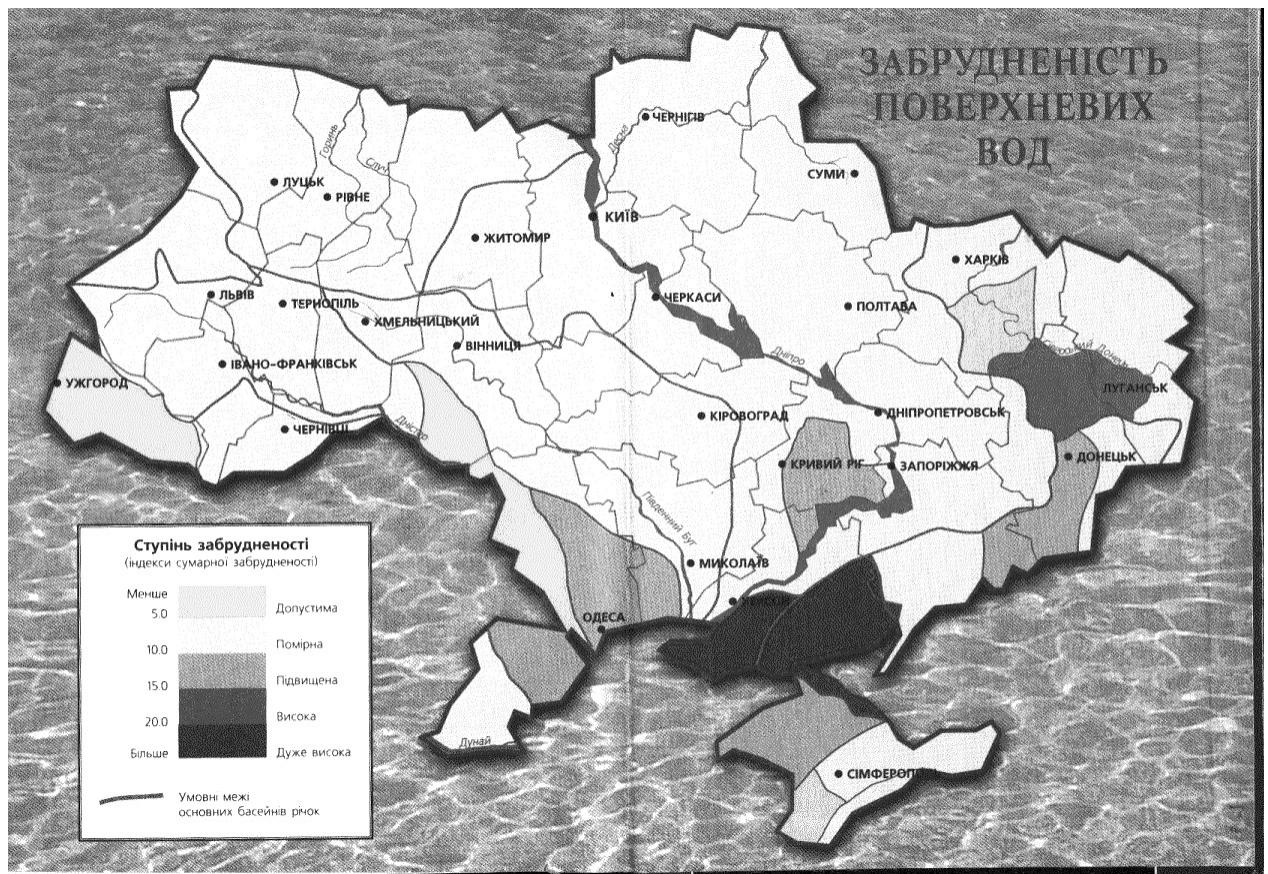 ЗАБРУДНЕНІСТЬ
ПОВЕРХНЕВИХ
ВОД
ЧЕРНІГІВ
Десна
Горинь
Случ
СУМИ
ЛУЦЬК
РІВНЕ
КИЇВ
ЖИТОМИР
ХАРКІВ
ЛЬВІВ
ТЕРНОПІЛЬ
ЧЕРКАСИ
ПОЛТАВА
ХМЕЛЬНИЦЬКИЙ
ВІННИЦЯ
Дніпро
ІВАНО-ФРАНКІВСЬК
УЖГОРОД
ЛУГАНСЬК
КІРОВОГРАД
ДНІПРОПЕТРОВСЬК
ЧЕРНІВЦІ
Дністер
КРИВИЙ РІГ
ЗАПОРІЖЖЯ
ДОНЕЦЬК
Південний Буг
МИКОЛАЇВ
ОДЕСА
Дунай
СІМФЕРОПОЛЬ
Ступінь забрудненості
(індекси сумарної забрудненості)
Менше
5.0
Допустима
10.0
Помірна
15.0
Підвищена
20.0
Висока
Більше
Дуже висока
Умовні межі
основних басейнів річок